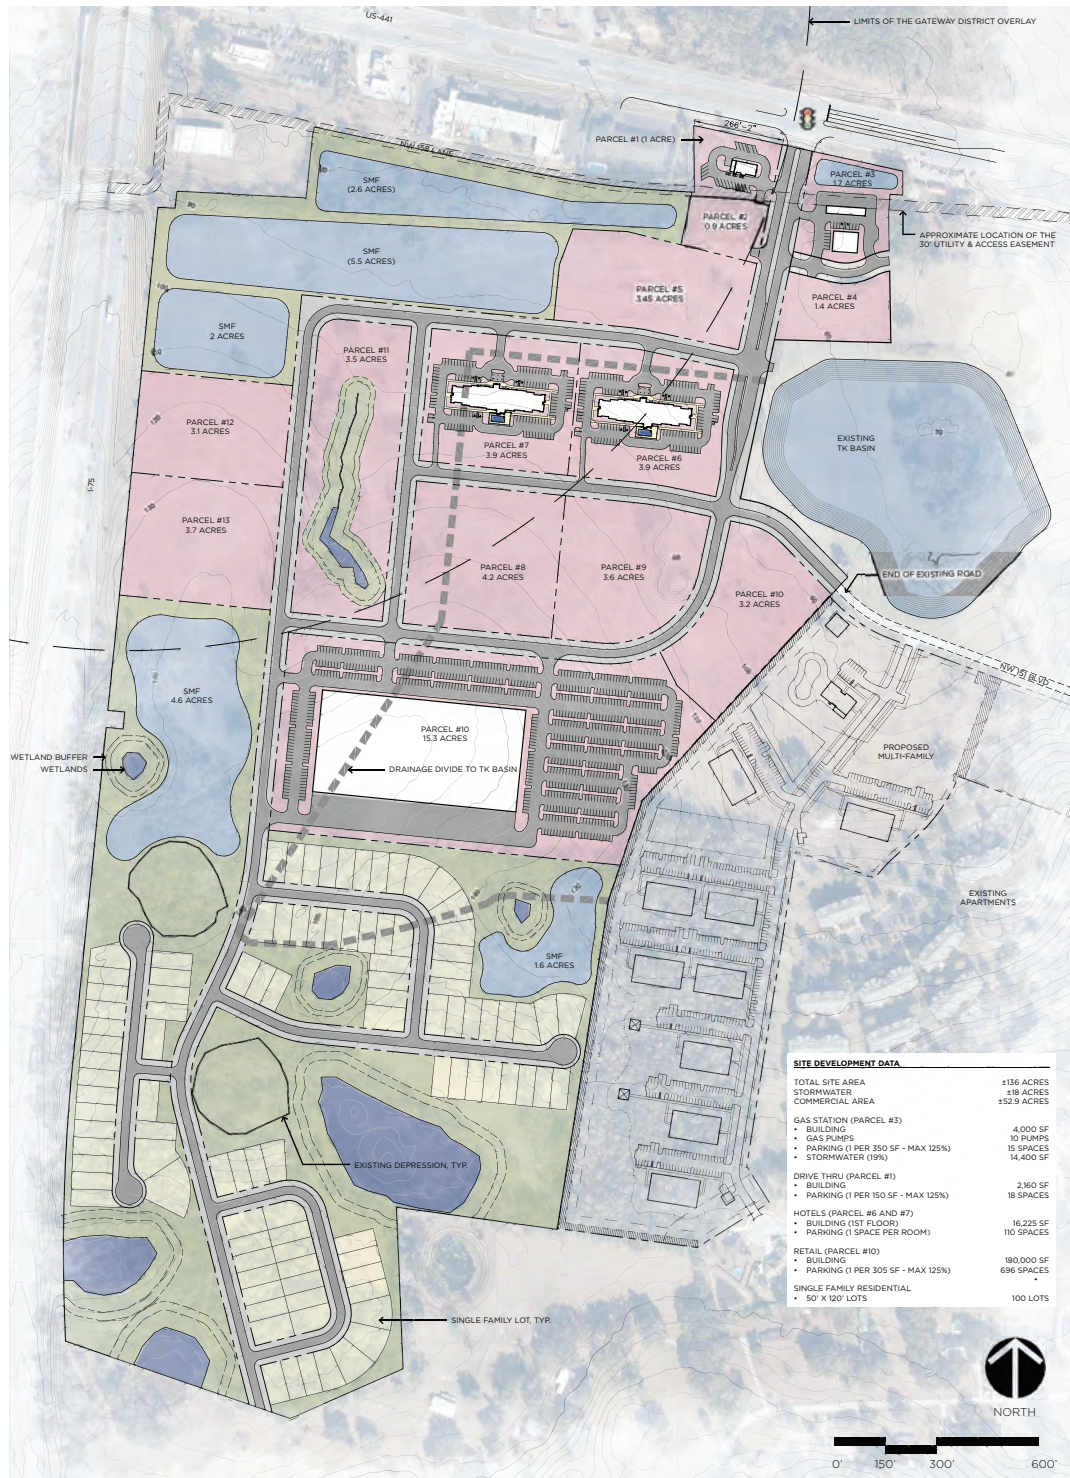 US-441
LIMITS OF THE GATEWAY DISTRICT OVERLAY
266'-2"
PARCEL #1 (1 ACRE)
NW 158 LANE
SMF
(2.6 ACRES)
PARCEL #3
1.7 ACRES
PARCEL #2
0.9 ACRES
APPROXIMATE LOCATION OF THE
30' UTILITY & ACCESS EASEMENT
SMF
(5.5 ACRES)
PARCEL #5
3.45 ACRES
PARCEL #4
1.4 ACRES
SMF
2 ACRES
PARCEL #11
3.5 ACRES
PARCEL #12
3.1 ACRES
PARCEL #7
3.9 ACRES
PARCEL #6
3.9 ACRES
EXISTING
TK BASIN
70
I-75
PARCEL #13
3.7 ACRES
PARCEL #8
4.2 ACRES
PARCEL #9
3.6 ACRES
END OF EXISTING ROAD
PARCEL #10
3.2 ACRES
NW 151 BLVD
SMF
4.6 ACRES
PARCEL #10
15.3 ACRES
WETLAND BUFFER
WETLANDS
DRAINAGE DIVIDE TO TK BASIN
PROPOSED
MULTI-FAMILY
EXISTING
APARTMENTS
SMF
1.6 ACRES
EXISTING DEPRESSION, TYP.
SINGLE FAMILY LOT, TYP.
SITE DEVELOPMENT DATA
TOTAL SITE AREA ±136 ACRES
STORMWATER ±18 ACRES
COMMERCIAL AREA ±52.9 ACRES
GAS STATION (PARCEL #3)
• BUILDING 4,000 SF
• GAS PUMPS 10 PUMPS
• PARKING (1 PER 350 SF - MAX 125%) 15 SPACES
• STORMWATER (19%) 14,400 SF
DRIVE THRU (PARCEL #1)
• BUILDING 2,160 SF
• PARKING (1 PER 150 SF - MAX 125%) 18 SPACES
HOTELS (PARCEL #6 AND #7)
• BUILDING (1ST FLOOR) 16,225 SF
• PARKING (1 SPACE PER ROOM) 110 SPACES
RETAIL (PARCEL #10)
• BUILDING 180,000 SF
• PARKING (1 PER 305 SF - MAX 125%) 696 SPACES
•
SINGLE FAMILY RESIDENTIAL
• 50' X 120' LOTS 100 LOTS
NORTH
0' 150' 300' 600'